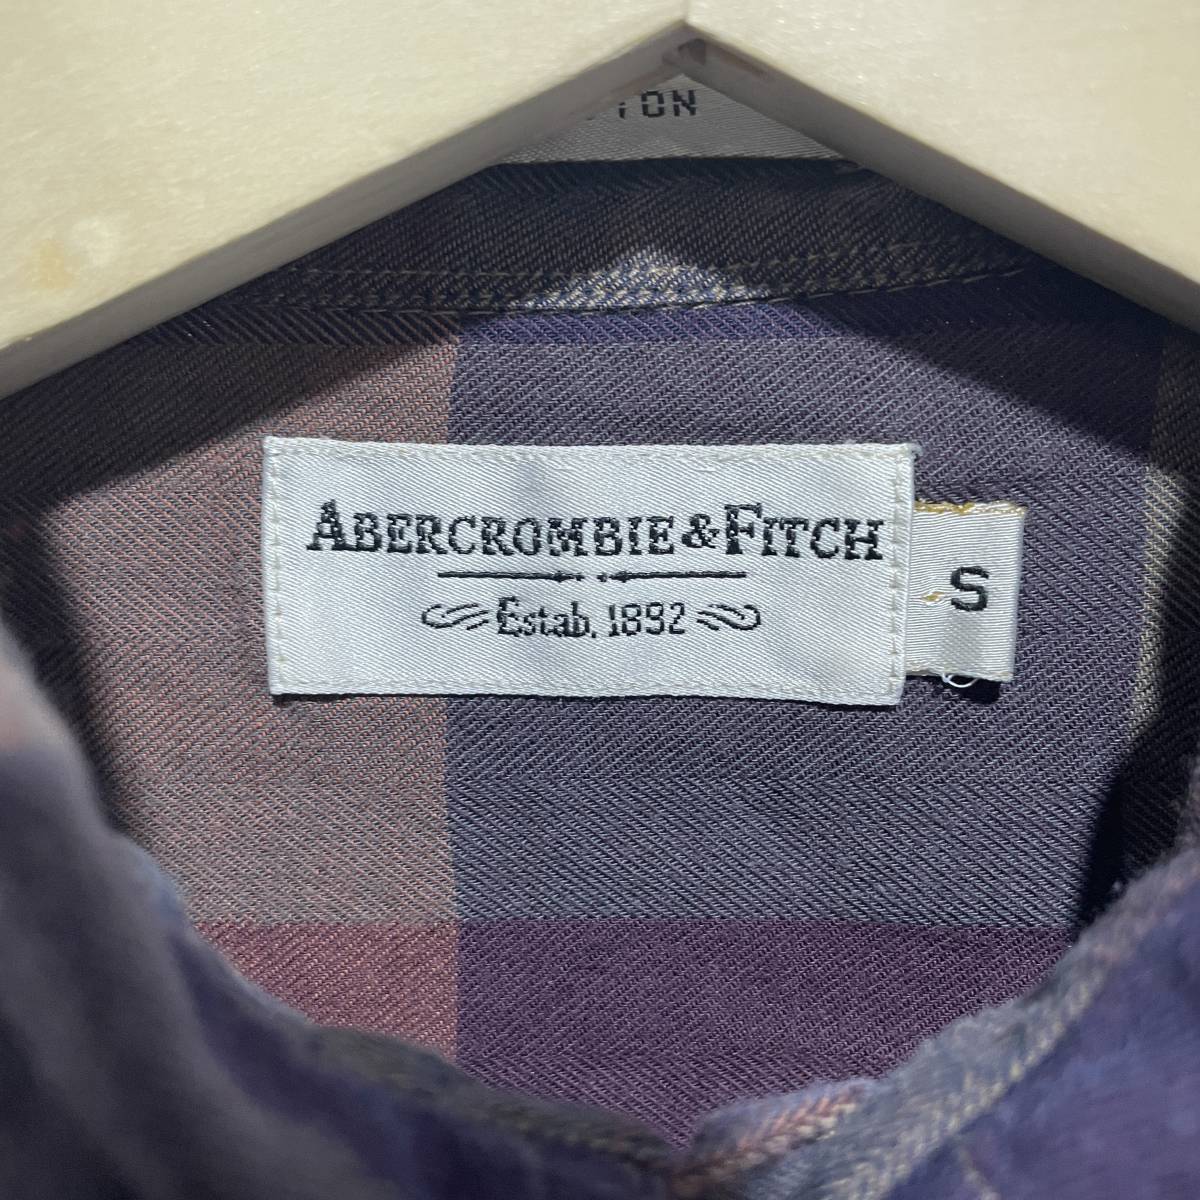 ABERCROMBIE & FITCH
Estab. 1892
S